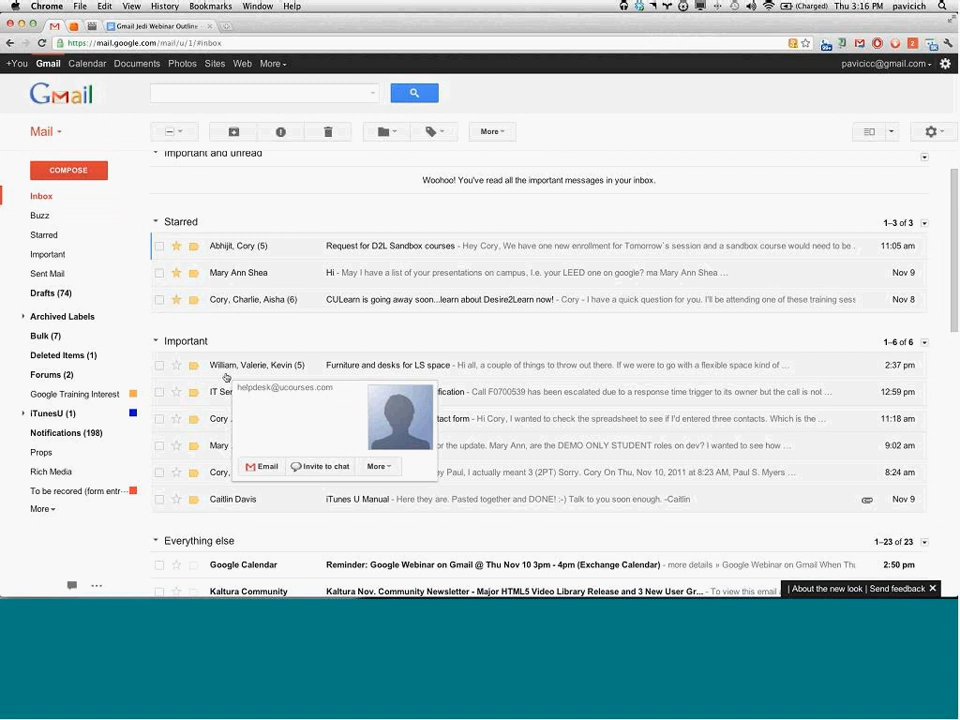 Chrome File Edit View History Bookmarks Window Help (Charged) Thu 3:16 PM pavicich
Gmail Jedi Webinar Outline
https://mail.google.com/mail/u/1/#inbox
+You Gmail Calendar Documents Photos Sites Web More pavicicc@gmail.com
Gmail
Mail More
COMPOSE
Important and unread
Woohoo! You've read all the important messages in your inbox.
Inbox
Buzz
Starred
Important
Sent Mail
Drafts (74)
Archived Labels
Bulk (7)
Deleted Items (1)
Forums (2)
Google Training Interest
iTunesU (1)
Notifications (198)
Props
Rich Media
To be recored (form entr
More
Starred 1–3 of 3
Abhijit, Cory (5) Request for D2L Sandbox courses - Hey Cory, We have one new enrollment for Tomorrow`s session and a sandbox course would need to be 11:05 am
Mary Ann Shea Hi - May I have a list of your presentations on campus, I.e. your LEED one on google? ma Mary Ann Shea ... Nov 9
Cory, Charlie, Aisha (6) CULearn is going away soon...learn about Desire2Learn now! - Cory - I have a quick question for you. I'll be attending one of these training sess Nov 8
Important 1–6 of 6
William, Valerie, Kevin (5) Furniture and desks for LS space - Hi all, a couple of things to throw out there. If we were to go with a flexible space kind of ... 2:37 pm
IT Ser fication - Call F0700539 has been escalated due to a response time trigger to its owner but the call is not ... 12:59 pm
Cory tact form - Hi Cory, I wanted to check the spreadsheet to see if I'd entered three contacts. Which is the ... 11:18 am
Mary or the update. Mary Ann, are the DEMO ONLY STUDENT roles on dev? I wanted to see how ... 9:02 am
Cory, ey Paul, I actually meant 3 (2PT) Sorry. Cory On Thu, Nov 10, 2011 at 8:23 AM, Paul S. Myers ... 8:24 am
Caitlin Davis iTunes U Manual - Here they are. Pasted together and DONE! :-) Talk to you soon enough. -Caitlin Nov 9
helpdesk@ucourses.com
Email Invite to chat More
Everything else 1–23 of 23
Google Calendar Reminder: Google Webinar on Gmail @ Thu Nov 10 3pm - 4pm (Exchange Calendar) - more details » Google Webinar on Gmail When Thu 2:50 pm
Kaltura Community Kaltura Nov. Community Newsletter - Major HTML5 Video Library Release and 3 New User Gr... - To view this email
| About the new look | Send feedback